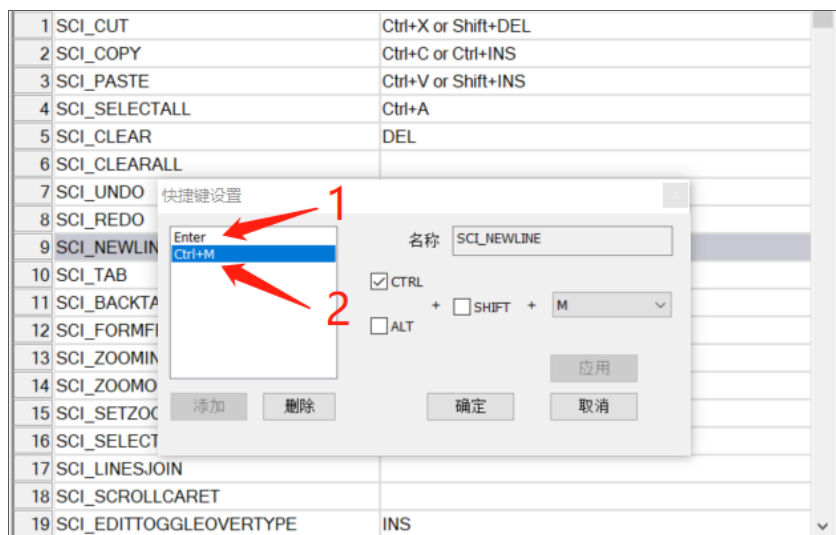 1 SCI_CUT Ctrl+X or Shift+DEL
2 SCI_COPY Ctrl+C or Ctrl+INS
3 SCI_PASTE Ctrl+V or Shift+INS
4 SCI_SELECTALL Ctrl+A
5 SCI_CLEAR DEL
6 SCI_CLEARALL
7 SCI_UNDO
8 SCI_REDO
9 SCI_NEWLIN
10 SCI_TAB
11 SCI_BACKTA
12 SCI_FORMF
13 SCI_ZOOMIN
14 SCI_ZOOMO
15 SCI_SETZO
16 SCI_SELECT
17 SCI_LINESJOIN
18 SCI_SCROLLCARET
19 SCI_EDITTOGGLEOVERTYPE INS
快捷键设置
1
Enter
Ctrl+M
2
名称 SCI_NEWLINE
CTRL
+ SHIFT + M
ALT
应用
添加 删除 确定 取消